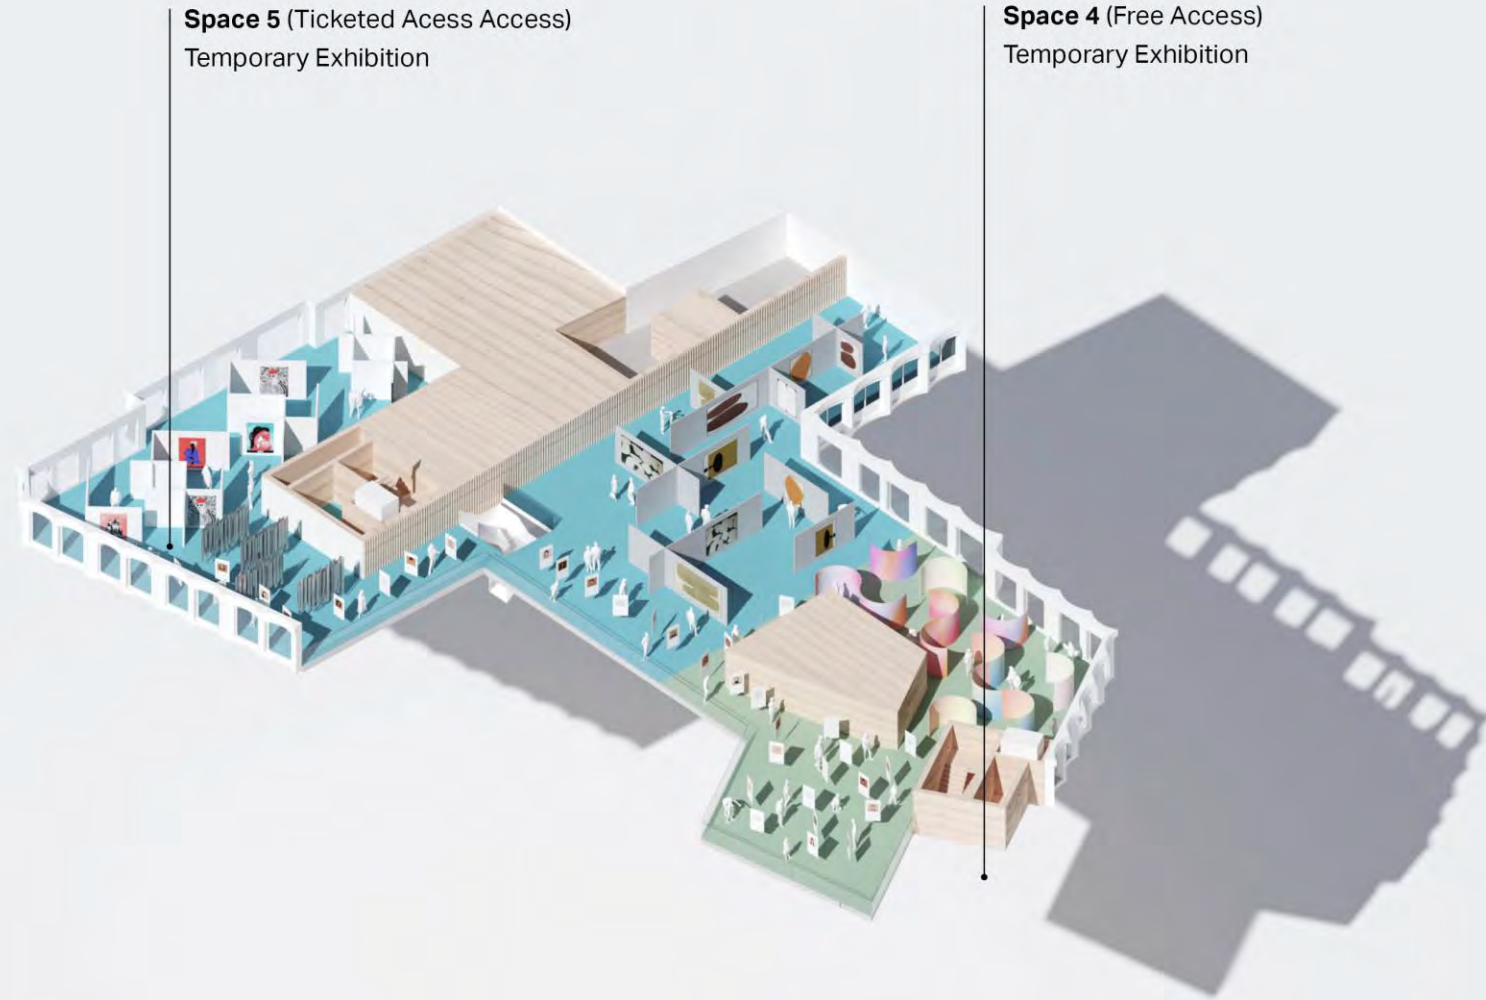 Space 5 (Ticketed Acess Access)
Temporary Exhibition
Space 4 (Free Access)
Temporary Exhibition